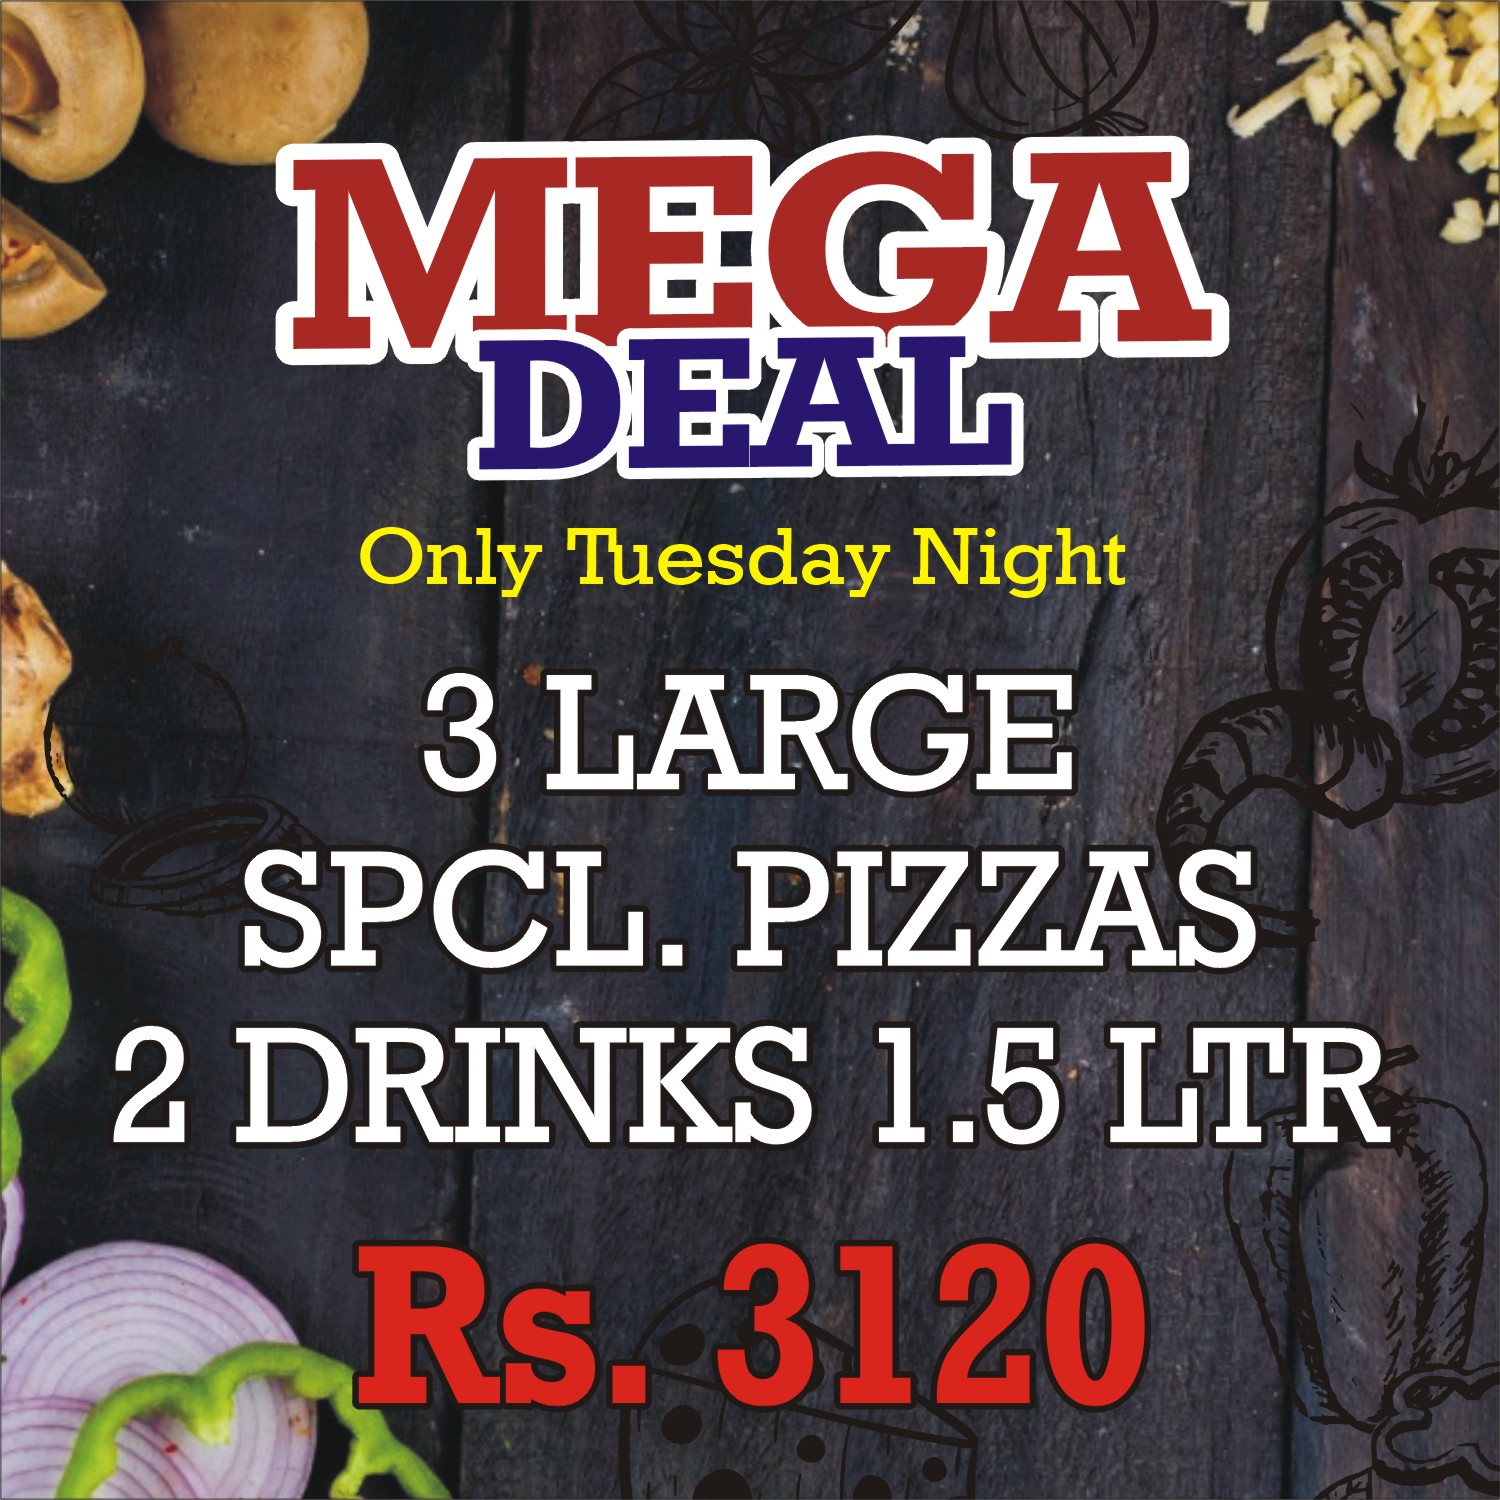 MEGA
DEAL
Only Tuesday Night
3 LARGE
SPCL. PIZZAS
2 DRINKS 1.5 LTR
Rs. 3120